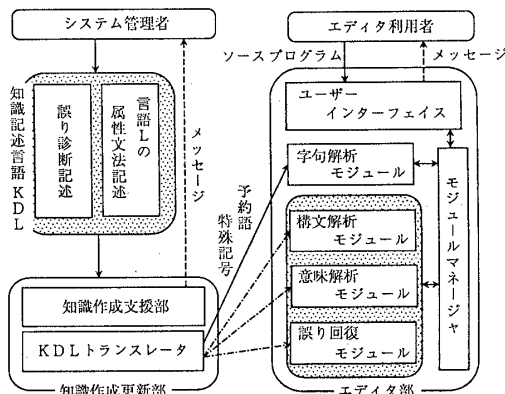 システム管理者
エディタ利用者
ソースプログラム
メッセージ
知識記述言語KDL
誤り診断記述
言語Lの
属性文法記述
メッセージ
ユーザー
インターフェイス
字句解析
モジュール
予約語
特殊記号
構文解析
モジュール
意味解析
モジュール
誤り回復
モジュール
モジュールマネージャ
知識作成支援部
KDLトランスレータ
知識作成更新部
エディタ部